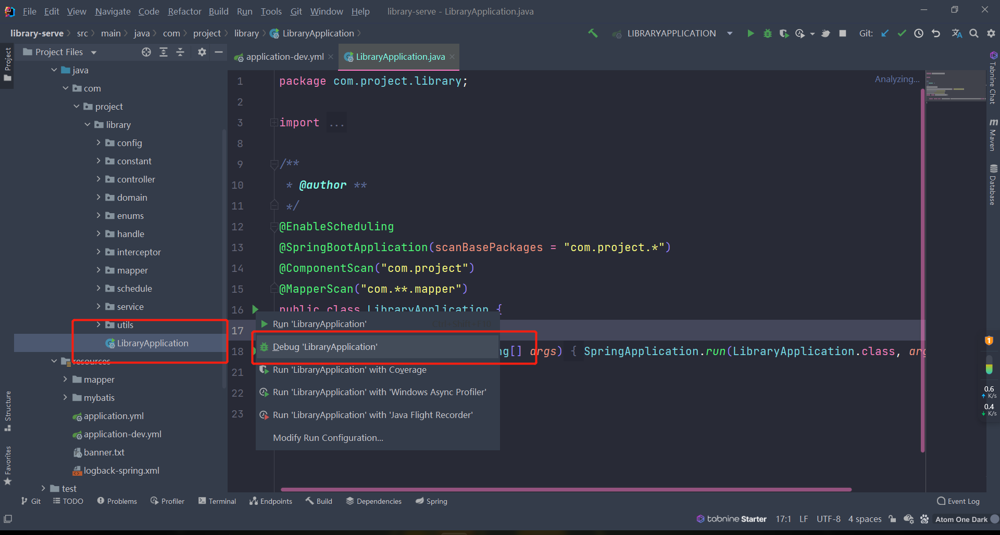 File Edit View Navigate Code Refactor Build Run Tools Git Window Help library-serve - LibraryApplication.java
library-serve src main java com project library LibraryApplication LIBRARYAPPLICATION Git:
Project Files
application-dev.yml LibraryApplication.java
Project
java
com
project
library
config
constant
controller
domain
enums
handle
interceptor
mapper
schedule
service
utils
LibraryApplication
resources
mapper
mybatis
application.yml
application-dev.yml
banner.txt
logback-spring.xml
test
Structure
Favorites
1 package com.project.library;
Analyzing...
2
3 import ...
8
9 /**
10 * @author **
11 */
12 @EnableScheduling
13 @SpringBootApplication(scanBasePackages = "com.project.*")
14 @ComponentScan("com.project")
15 @MapperScan("com.**.mapper")
16 public class LibraryApplication {
17
18 ng[] args) { SpringApplication.run(LibraryApplication.class, arg
21
22
23
Run 'LibraryApplication'
Debug 'LibraryApplication'
Run 'LibraryApplication' with Coverage
Run 'LibraryApplication' with 'Windows Async Profiler'
Run 'LibraryApplication' with 'Java Flight Recorder'
Modify Run Configuration...
Tabnine Chat
Maven
Database
1
0.6
K/s
0.4
K/s
Git TODO Problems Profiler Terminal Endpoints Build Dependencies Spring Event Log
tabnine Starter 17:1 LF UTF-8 4 spaces Atom One Dark